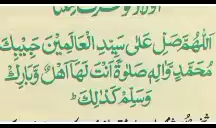 اَللّٰهُمَّ صَلِّ عَلٰى سَيِّدِ الْعَالَمِيْنَ حَبِيْبِكَ
مُحَمَّدٍ وَّاٰلِهٖ صَلٰوةً اَنْتَ لَهَا اَهْلٌ وَّبَارِكْ
وَسَلِّمْ كَذٰلِكَ ؕ